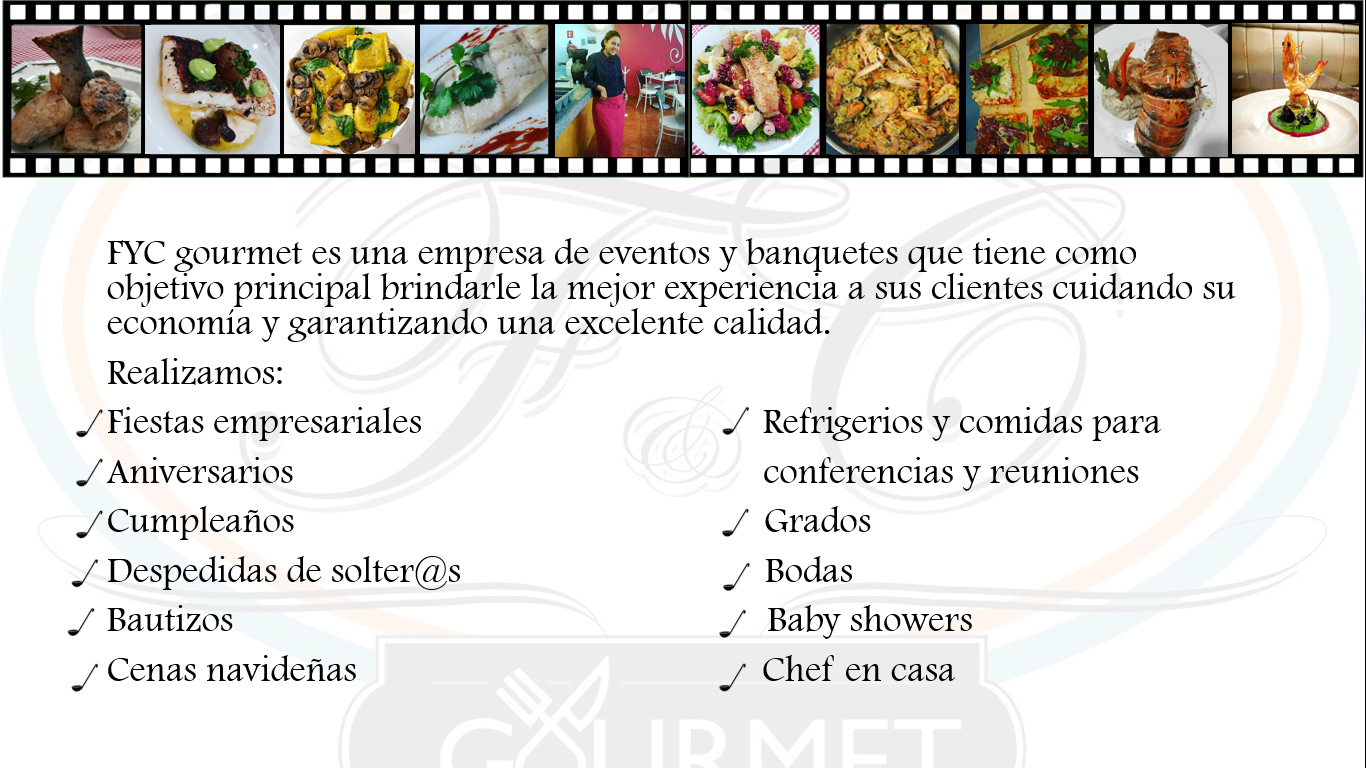 FYC gourmet es una empresa de eventos y banquetes que tiene como
objetivo principal brindarle la mejor experiencia a sus clientes cuidando su
economía y garantizando una excelente calidad.
Realizamos:
Fiestas empresariales
Aniversarios
Cumpleaños
Despedidas de solter@s
Bautizos
Cenas navideñas
Refrigerios y comidas para
conferencias y reuniones
Grados
Bodas
Baby showers
Chef en casa
F & C
GOURMET